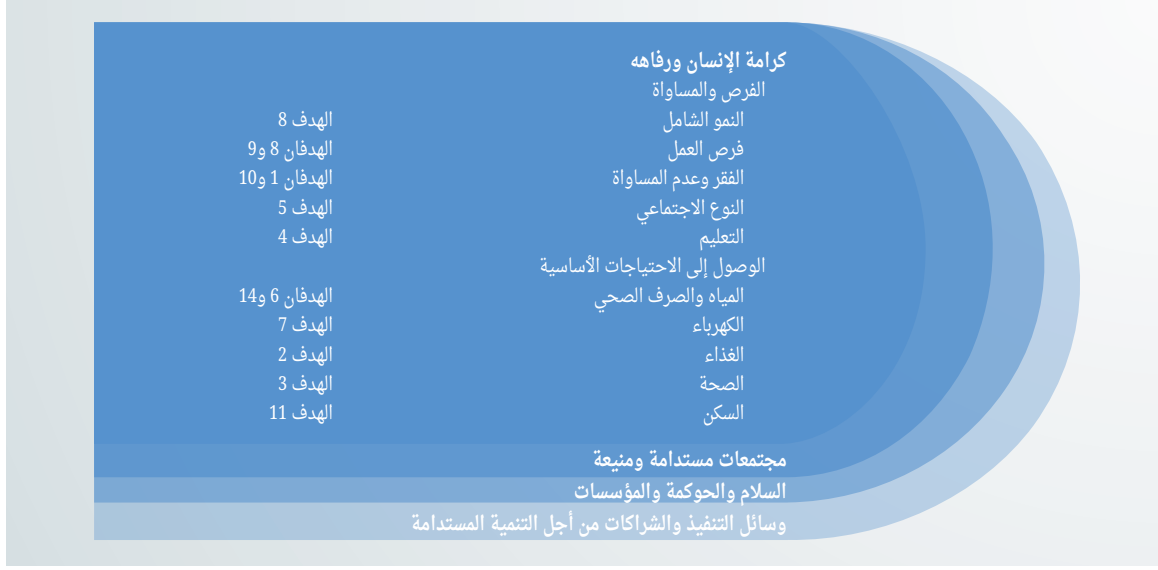 كرامة الإنسان ورفاهه
الفرص والمساواة
النمو الشامل الهدف 8
فرص العمل الهدفان 8 و9
الفقر وعدم المساواة الهدفان 1 و10
النوع الاجتماعي الهدف 5
التعليم الهدف 4
الوصول إلى الاحتياجات الأساسية
المياه والصرف الصحي الهدفان 6 و14
الكهرباء الهدف 7
الغذاء الهدف 2
الصحة الهدف 3
السكن الهدف 11
مجتمعات مستدامة ومنيعة
السلام والحوكمة والمؤسسات
وسائل التنفيذ والشراكات من أجل التنمية المستدامة